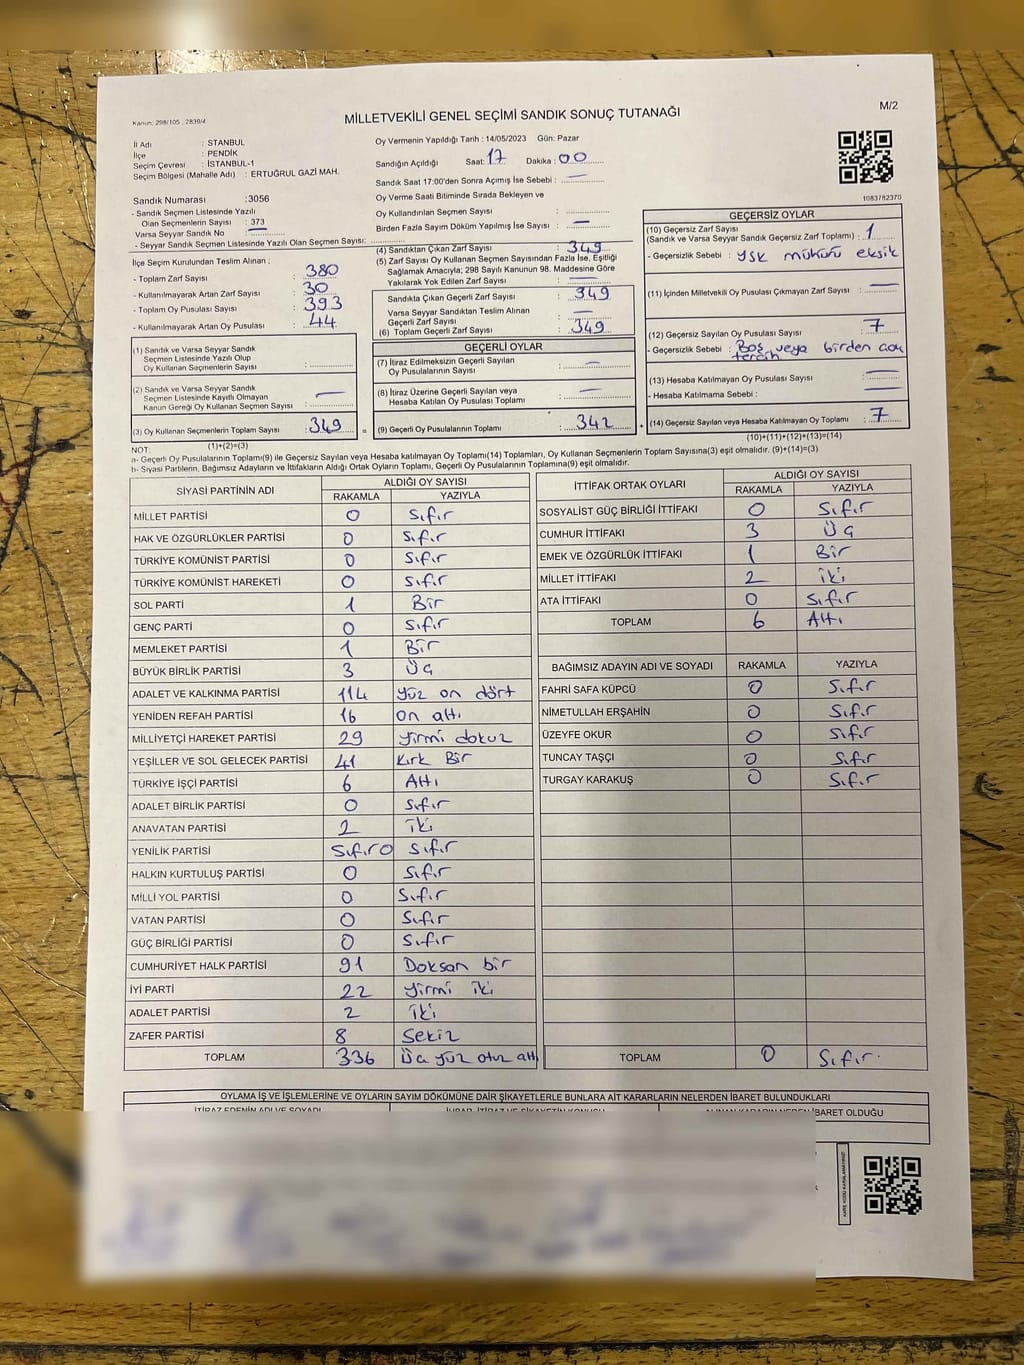 Kanun: 298/105 , 2839/4
MİLLETVEKİLİ GENEL SEÇİMİ SANDIK SONUÇ TUTANAĞI
M/2
İl Adı : STANBUL
İlçe : PENDİK
Seçim Çevresi : İSTANBUL-1
Seçim Bölgesi (Mahalle Adı) : ERTUĞRUL GAZİ MAH.
Oy Vermenin Yapıldığı Tarih : 14/05/2023 Gün: Pazar
Sandığın Açıldığı Saat: 17 Dakika : 00
Sandık Saat 17:00'den Sonra Açımış İse Sebebi : —
Oy Verme Saati Bitiminde Sırada Bekleyen ve
Oy Kullandırılan Seçmen Sayısı :
Birden Fazla Sayım Döküm Yapılmış İse Sayısı : —
1083782370
Sandık Numarası :3056
- Sandık Seçmen Listesinde Yazılı
Olan Seçmenlerin Sayısı : 373
Varsa Seyyar Sandık No : —
- Seyyar Sandık Seçmen Listesinde Yazılı Olan Seçmen Sayısı:
İlçe Seçim Kurulundan Teslim Alınan :
- Toplam Zarf Sayısı : 380
- Kullanılmayarak Artan Zarf Sayısı : 30
- Toplam Oy Pusulası Sayısı : 393
- Kullanılmayarak Artan Oy Pusulası : 44
(1) Sandık ve Varsa Seyyar Sandık
Seçmen Listesinde Yazılı Olup
Oy Kullanan Seçmenlerin Sayısı :
(2) Sandık ve Varsa Seyyar Sandık
Seçmen Listesinde Kayıtlı Olmayan
Kanun Gereği Oy Kullanan Seçmen Sayısı : —
(3) Oy Kullanan Seçmenlerin Toplam Sayısı : 349 =
(1)+(2)=(3)
(4) Sandıktan Çıkan Zarf Sayısı : 349
(5) Zarf Sayısı Oy Kullanan Seçmen Sayısından Fazla İse, Eşitliği
Sağlamak Amacıyla; 298 Sayılı Kanunun 98. Maddesine Göre
Yakılarak Yok Edilen Zarf Sayısı : —
Sandıkta Çıkan Geçerli Zarf Sayısı : 349
Varsa Seyyar Sandıktan Teslim Alınan
Geçerli Zarf Sayısı : —
(6) Toplam Geçerli Zarf Sayısı : 349
GEÇERLİ OYLAR
(7) İtiraz Edilmeksizin Geçerli Sayılan
Oy Pusulalarının Sayısı : —
(8) İtiraz Üzerine Geçerli Sayılan veya
Hesaba Katılan Oy Pusulası Toplamı : —
(9) Geçerli Oy Pusulalarının Toplamı : 342 +
GEÇERSİZ OYLAR
(10) Geçersiz Zarf Sayısı
(Sandık ve Varsa Seyyar Sandık Geçersiz Zarf Toplamı) : 1
- Geçersizlik Sebebi : YSK mührü eksik
(11) İçinden Milletvekili Oy Pusulası Çıkmayan Zarf Sayısı : —
(12) Geçersiz Sayılan Oy Pusulası Sayısı : 7
- Geçersizlik Sebebi : Boş veya birden çok
tercih
(13) Hesaba Katılmayan Oy Pusulası Sayısı : —
- Hesaba Katılmama Sebebi : —
(14) Geçersiz Sayılan veya Hesaba Katılmayan Oy Toplamı : 7
(10)+(11)+(12)+(13)=(14)
NOT:
a- Geçerli Oy Pusulasının Toplamı(9) ile Geçersiz Sayılan veya Hesaba katılmayan Oy Toplamı(14) Toplamları, Oy Kullanan Seçmenlerin Toplam Sayısına(3) eşit olmalıdır. (9)+(14)=(3)
b- Siyasi Partilerin, Bağımsız Adayların ve İttifakların Aldığı Ortak Oyların Toplamı, Geçerli Oy Pusulalarının Toplamına(9) eşit olmalıdır.
SİYASİ PARTİNİN ADI ALDIĞI OY SAYISI
RAKAMLA YAZIYLA
MİLLET PARTİSİ 0 Sıfır
HAK VE ÖZGÜRLÜKLER PARTİSİ 0 Sıfır
TÜRKİYE KOMÜNİST PARTİSİ 0 Sıfır
TÜRKİYE KOMÜNİST HAREKETİ 0 Sıfır
SOL PARTİ 1 Bir
GENÇ PARTİ 0 Sıfır
MEMLEKET PARTİSİ 1 Bir
BÜYÜK BİRLİK PARTİSİ 3 Üç
ADALET VE KALKINMA PARTİSİ 114 Yüz on dört
YENİDEN REFAH PARTİSİ 16 on altı
MİLLİYETÇİ HAREKET PARTİSİ 29 yirmi dokuz
YEŞİLLER VE SOL GELECEK PARTİSİ 41 Kırk Bir
TÜRKİYE İŞÇİ PARTİSİ 6 Altı
ADALET BİRLİK PARTİSİ 0 Sıfır
ANAVATAN PARTİSİ 2 iki
YENİLİK PARTİSİ Sıfır 0 Sıfır
HALKIN KURTULUŞ PARTİSİ 0 Sıfır
MİLLİ YOL PARTİSİ 0 Sıfır
VATAN PARTİSİ 0 Sıfır
GÜÇ BİRLİĞİ PARTİSİ 0 Sıfır
CUMHURİYET HALK PARTİSİ 91 Doksan bir
İYİ PARTİ 22 yirmi iki
ADALET PARTİSİ 2 iki
ZAFER PARTİSİ 8 Sekiz
TOPLAM 336 Üç yüz otuz altı
İTTİFAK ORTAK OYLARI ALDIĞI OY SAYISI
RAKAMLA YAZIYLA
SOSYALİST GÜÇ BİRLİĞİ İTTİFAKI 0 Sıfır
CUMHUR İTTİFAKI 3 Üç
EMEK VE ÖZGÜRLÜK İTTİFAKI 1 Bir
MİLLET İTTİFAKI 2 iki
ATA İTTİFAKI 0 Sıfır
TOPLAM 6 Altı
BAĞIMSIZ ADAYIN ADI VE SOYADI RAKAMLA YAZIYLA
FAHRİ SAFA KÜPCÜ 0 Sıfır
NİMETULLAH ERŞAHİN 0 Sıfır
ÜZEYFE OKUR 0 Sıfır
TUNCAY TAŞÇI 0 Sıfır
TURGAY KARAKUŞ 0 Sıfır
TOPLAM 0 Sıfır
OYLAMA İŞ VE İŞLEMLERİNE VE OYLARIN SAYIM DÖKÜMÜNE DAİR ŞİKAYETLERLE BUNLARA AİT KARARLARIN NELERDEN İBARET BULUNDUKLARI
İTİRAZ EDENİN ADI VE SOYADI
İBARET OLDUĞU